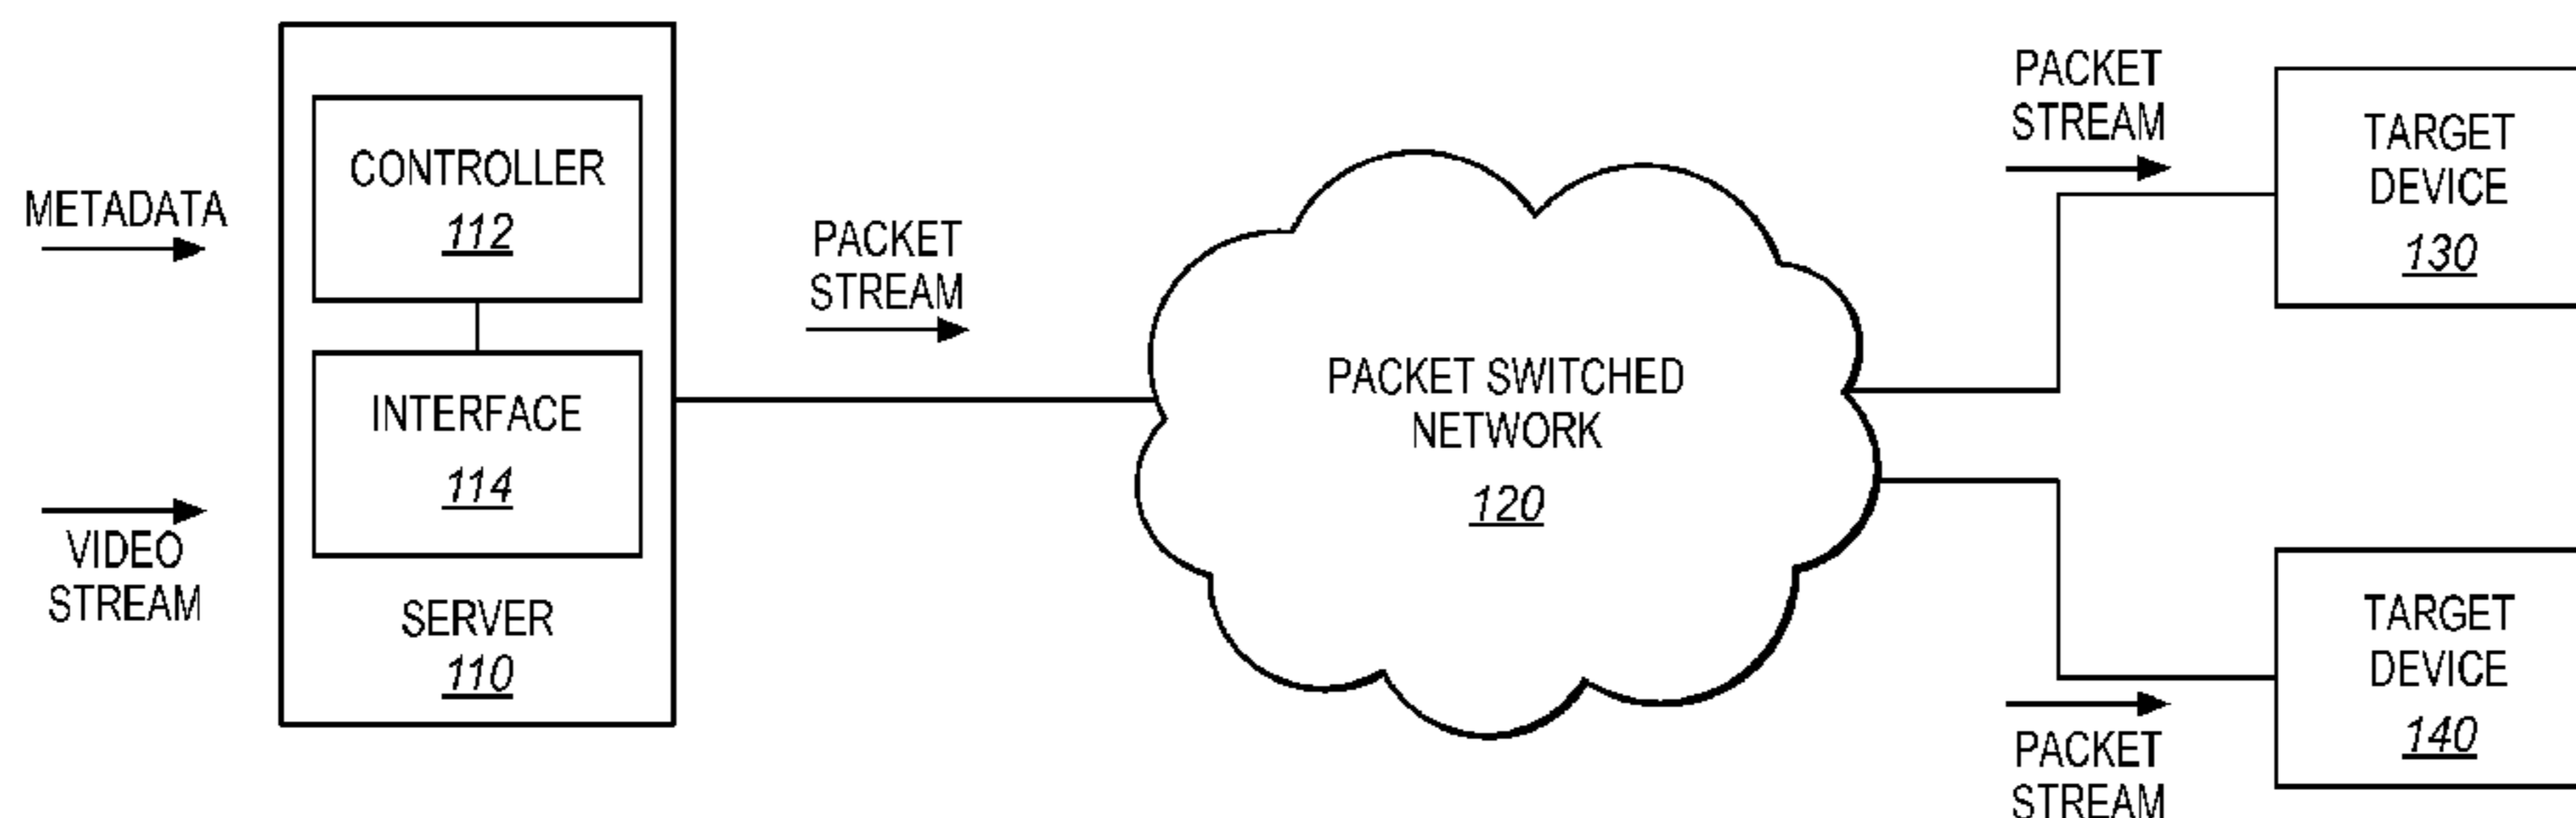 METADATA
VIDEO
STREAM
CONTROLLER
112
INTERFACE
114
SERVER
110
PACKET
STREAM
PACKET SWITCHED
NETWORK
120
PACKET
STREAM
TARGET
DEVICE
130
TARGET
DEVICE
140
PACKET
STREAM